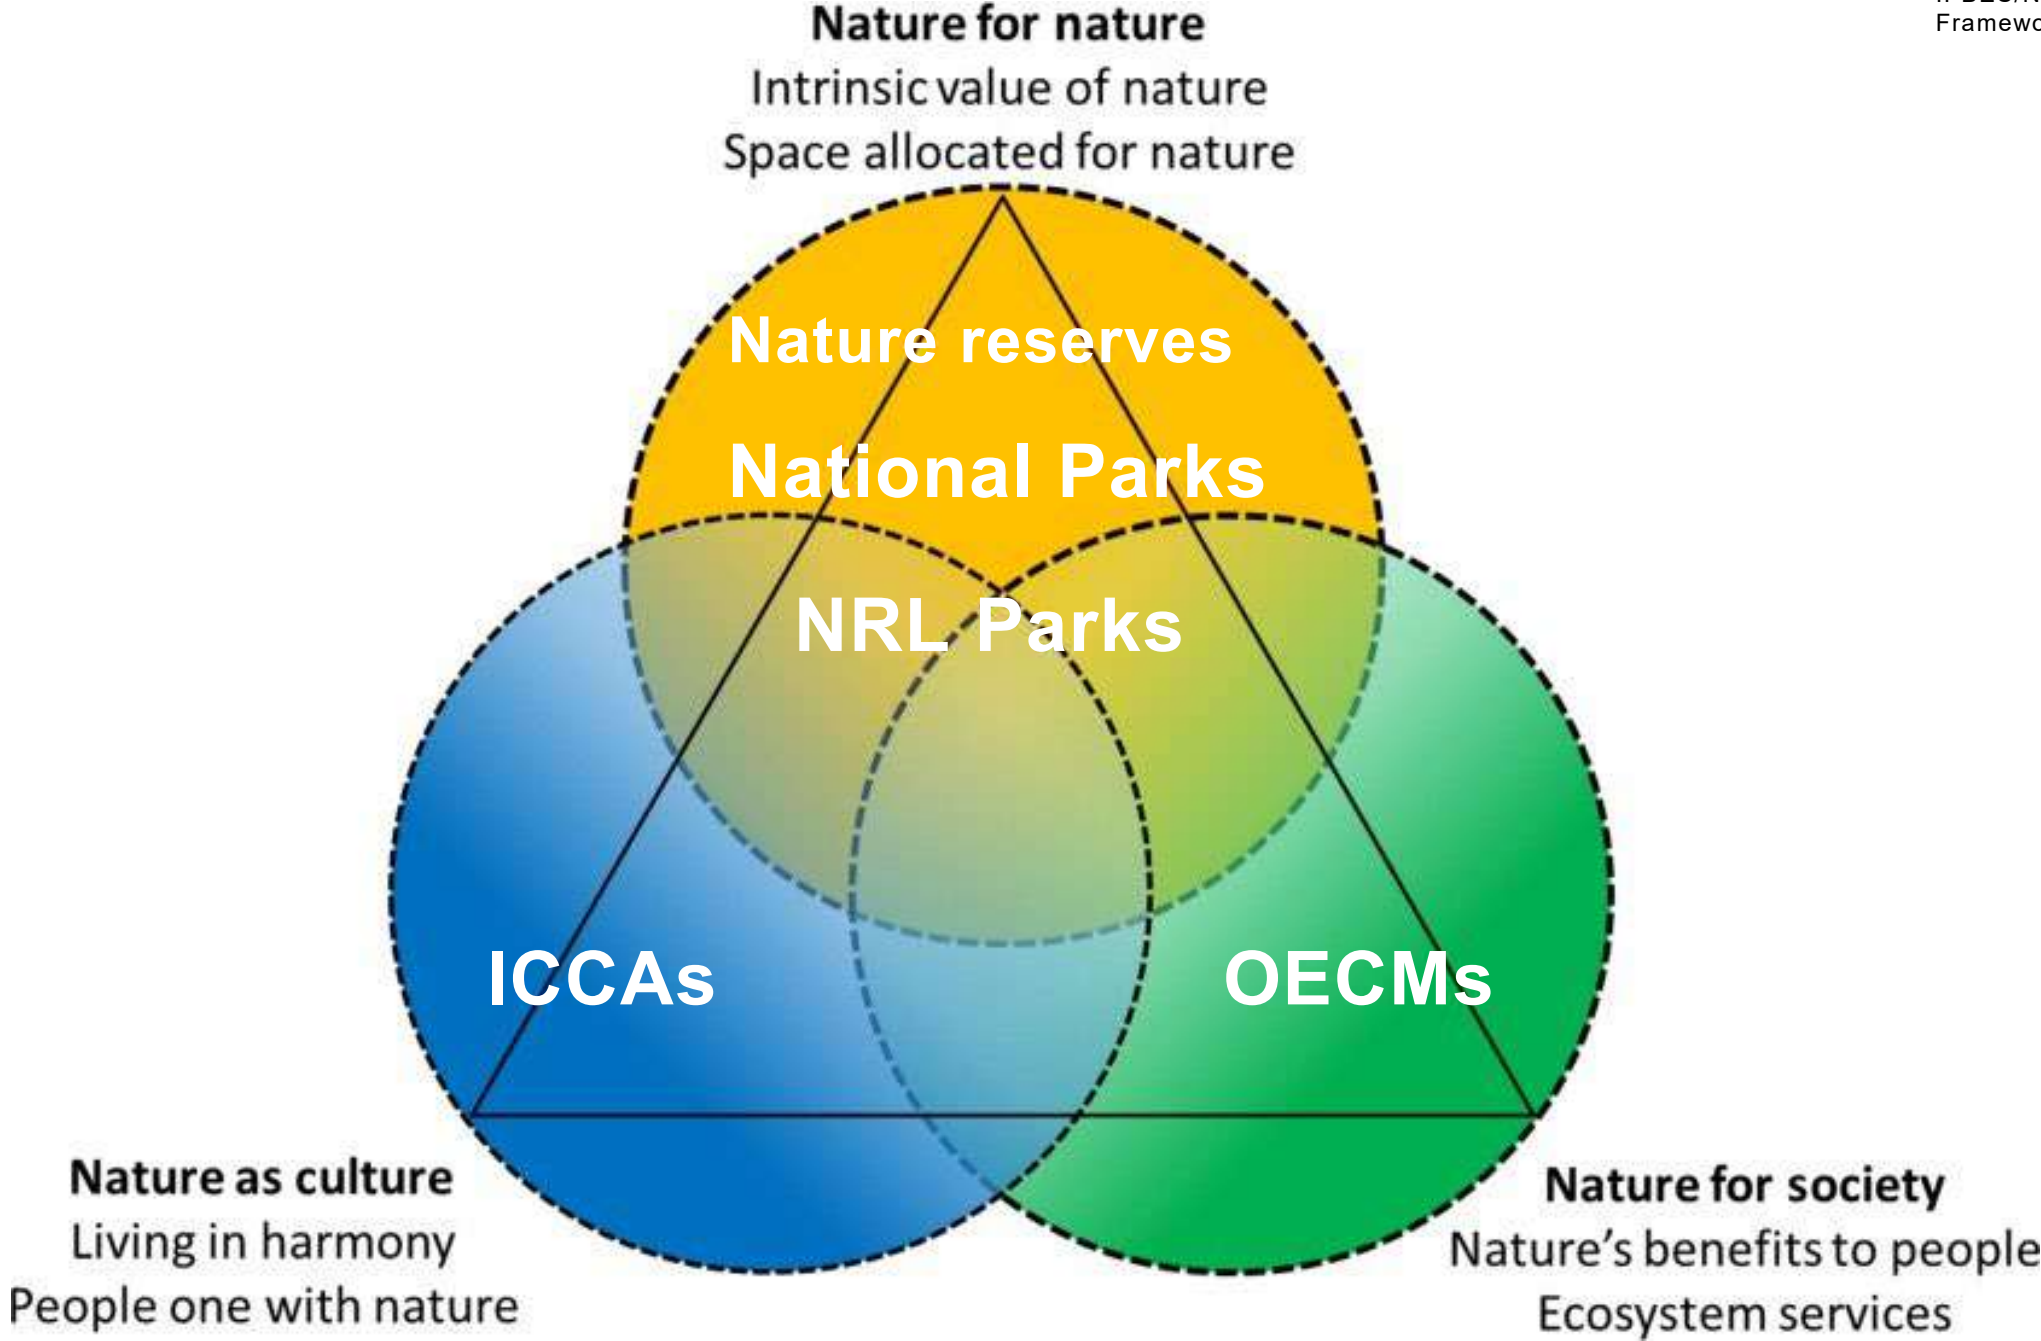 Framewo
Nature for nature
Intrinsic value of nature
Space allocated for nature
Nature reserves
National Parks
NRL Parks
ICCAs
OECMs
Nature as culture
Living in harmony
People one with nature
Nature for society
Nature's benefits to people
Ecosystem services